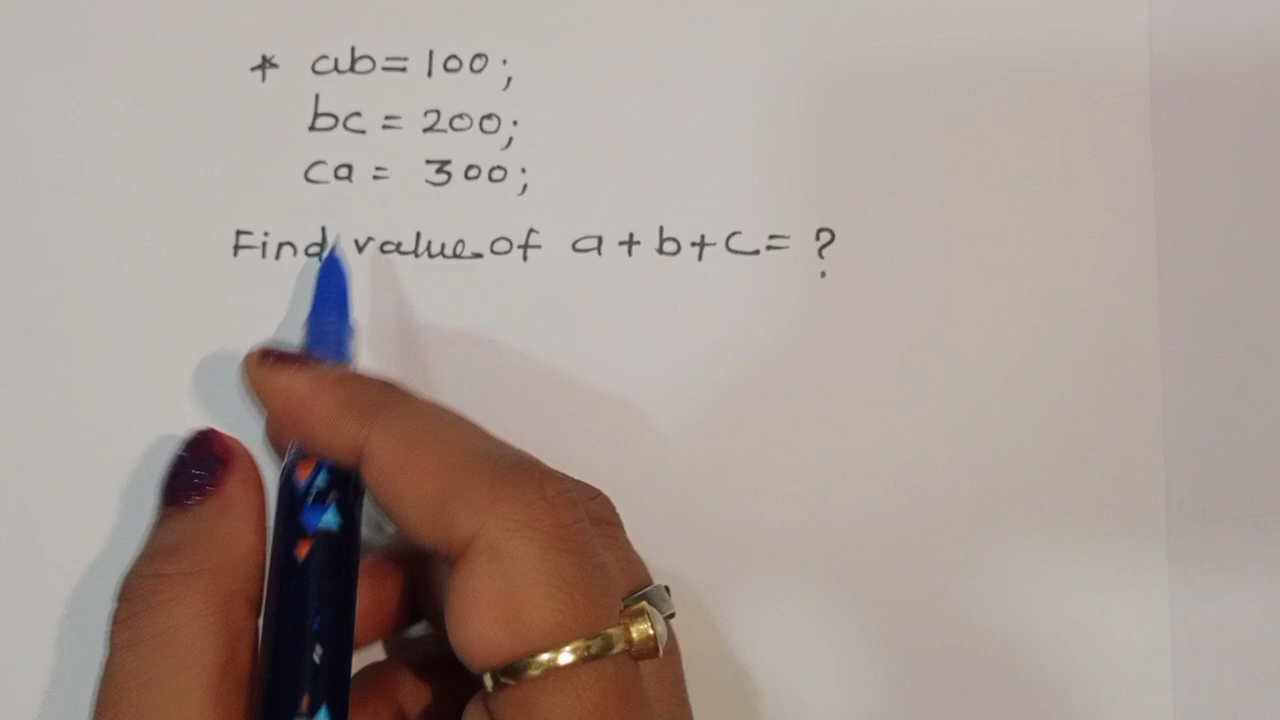 * ab = 100;
bc = 200;
ca = 300;
Find value of a + b + c = ?